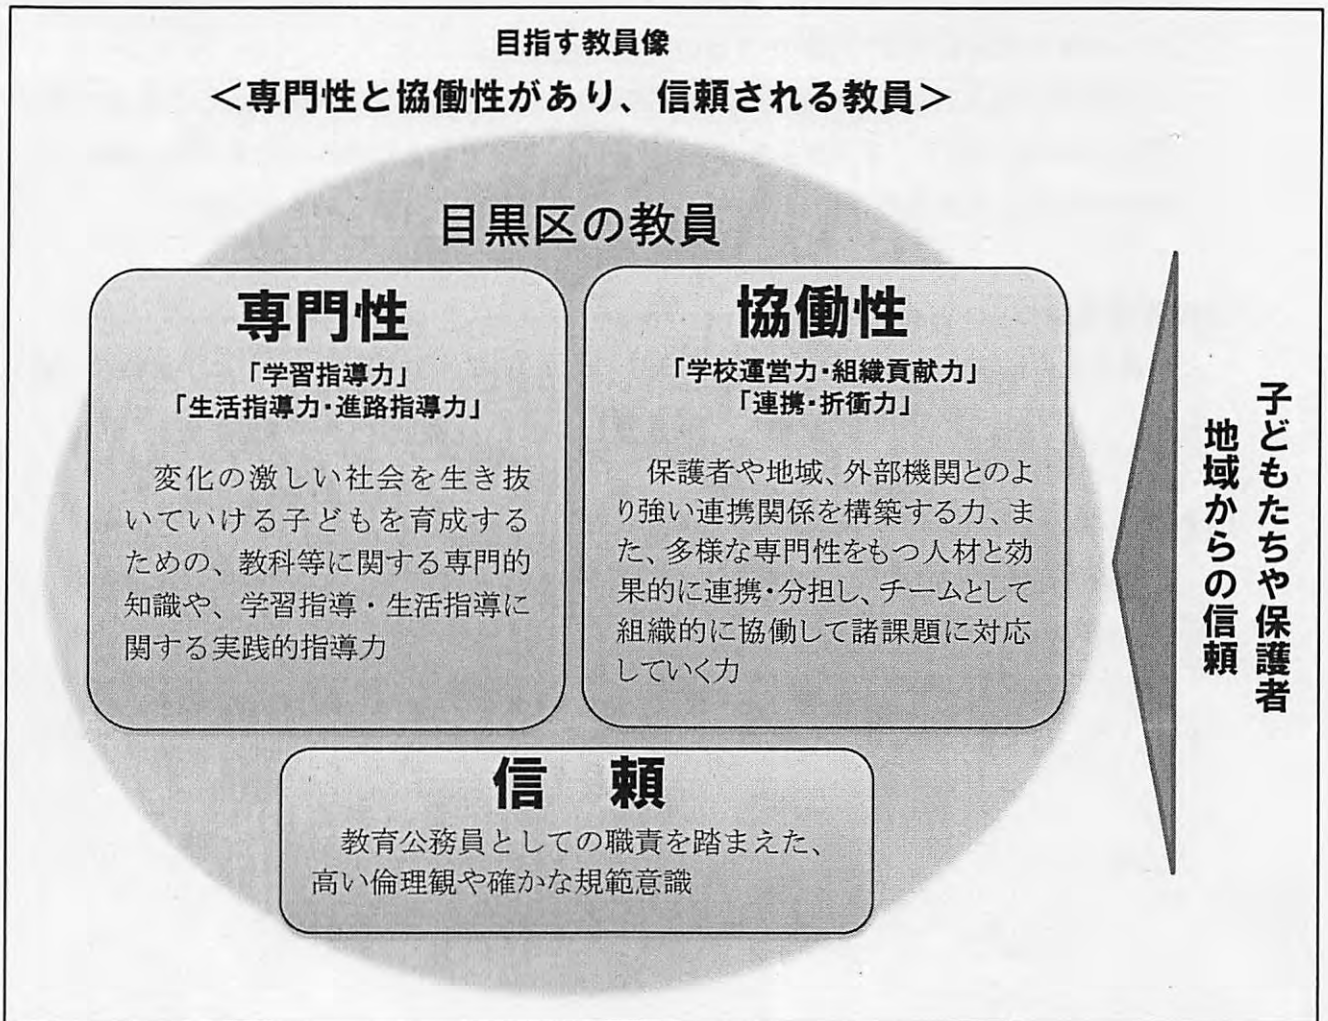 目指す教員像
＜専門性と協働性があり、信頼される教員＞
目黒区の教員
専門性
「学習指導力」
「生活指導力・進路指導力」
変化の激しい社会を生き抜
いていける子どもを育成する
ための、教科等に関する専門的
知識や、学習指導・生活指導に
関する実践的指導力
協働性
「学校運営力・組織貢献力」
「連携・折衝力」
保護者や地域、外部機関とのよ
り強い連携関係を構築する力、ま
た、多様な専門性をもつ人材と効
果的に連携・分担し、チームとして
組織的に協働して諸課題に対応
していく力
信　頼
教育公務員としての職責を踏まえた、
高い倫理観や確かな規範意識
子どもたちや保護者
地域からの信頼